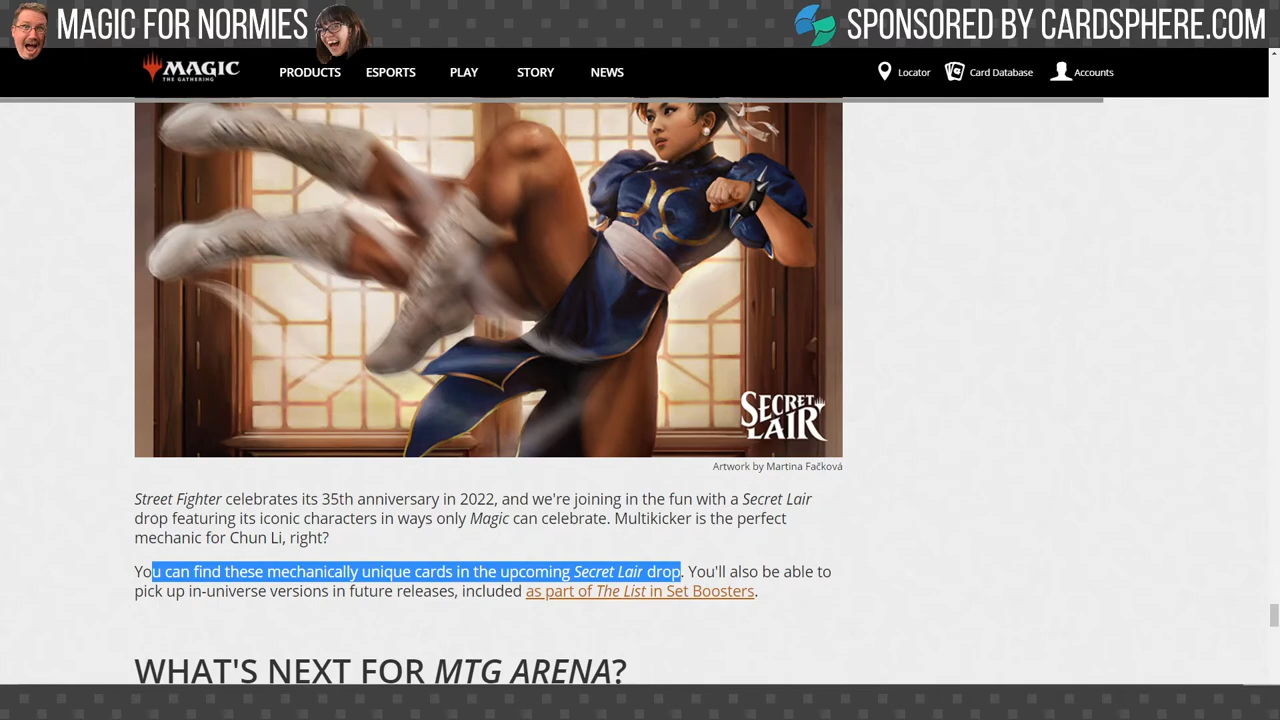 MAGIC FOR NORMIES
SPONSORED BY CARDSPHERE.COM
MAGIC
THE GATHERING
PRODUCTS ESPORTS PLAY STORY NEWS
Locator Card Database Accounts
SECRET
LAIR
Artwork by Martina Fačková
Street Fighter celebrates its 35th anniversary in 2022, and we're joining in the fun with a Secret Lair
drop featuring its iconic characters in ways only Magic can celebrate. Multikicker is the perfect
mechanic for Chun Li, right?
You can find these mechanically unique cards in the upcoming Secret Lair drop. You'll also be able to
pick up in-universe versions in future releases, included as part of The List in Set Boosters.
WHAT'S NEXT FOR MTG ARENA?